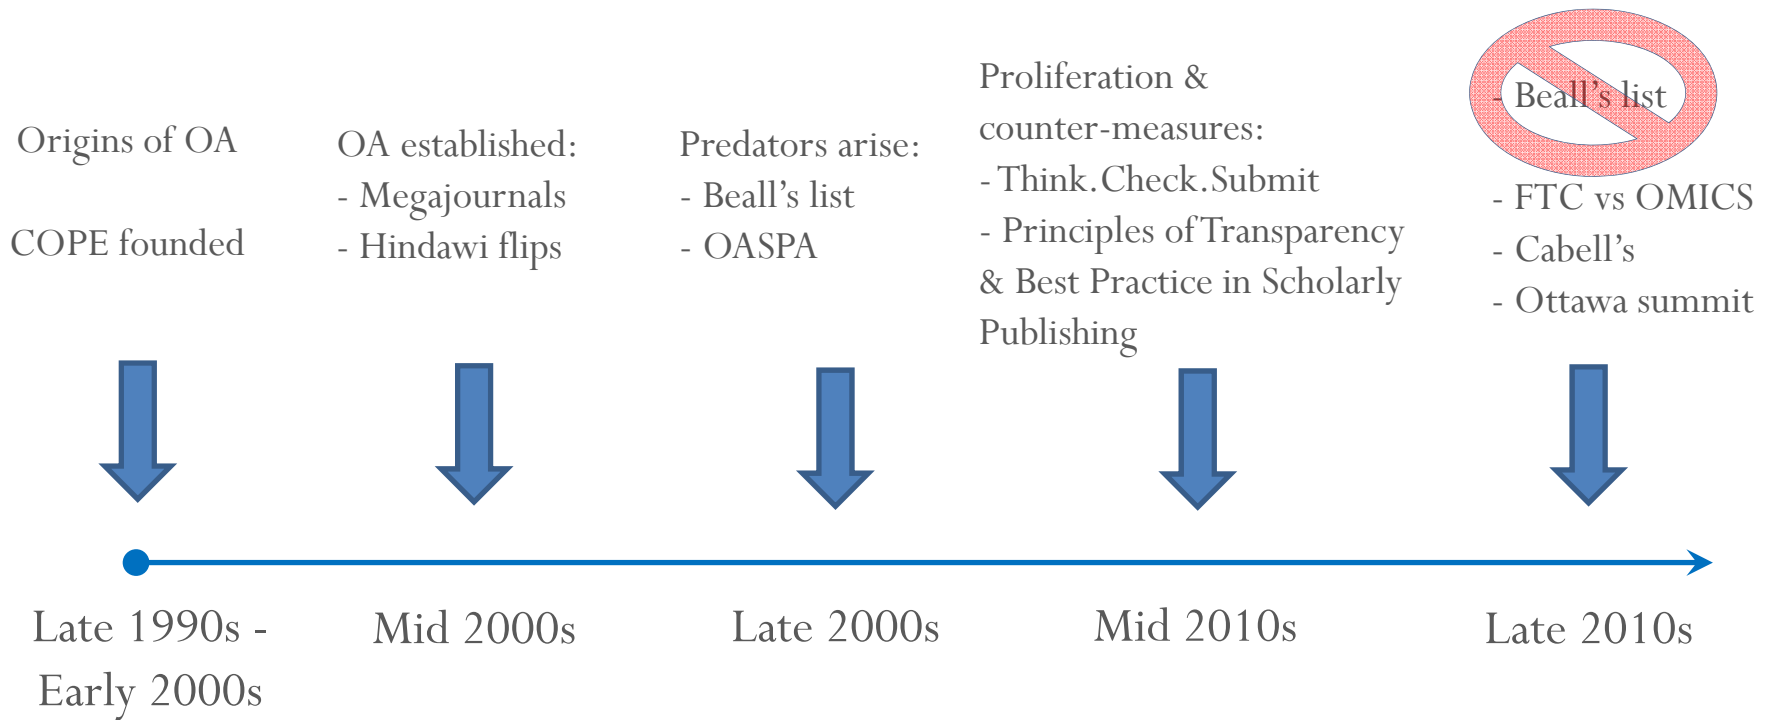 Origins of OA
COPE founded
OA established:
- Megajournals
- Hindawi flips
Predators arise:
- Beall's list
- OASPA
Proliferation &
counter-measures:
- Think.Check.Submit
- Principles of Transparency
& Best Practice in Scholarly
Publishing
- Beall's list
- FTC vs OMICS
- Cabell's
- Ottawa summit
Late 1990s -
Early 2000s
Mid 2000s
Late 2000s
Mid 2010s
Late 2010s